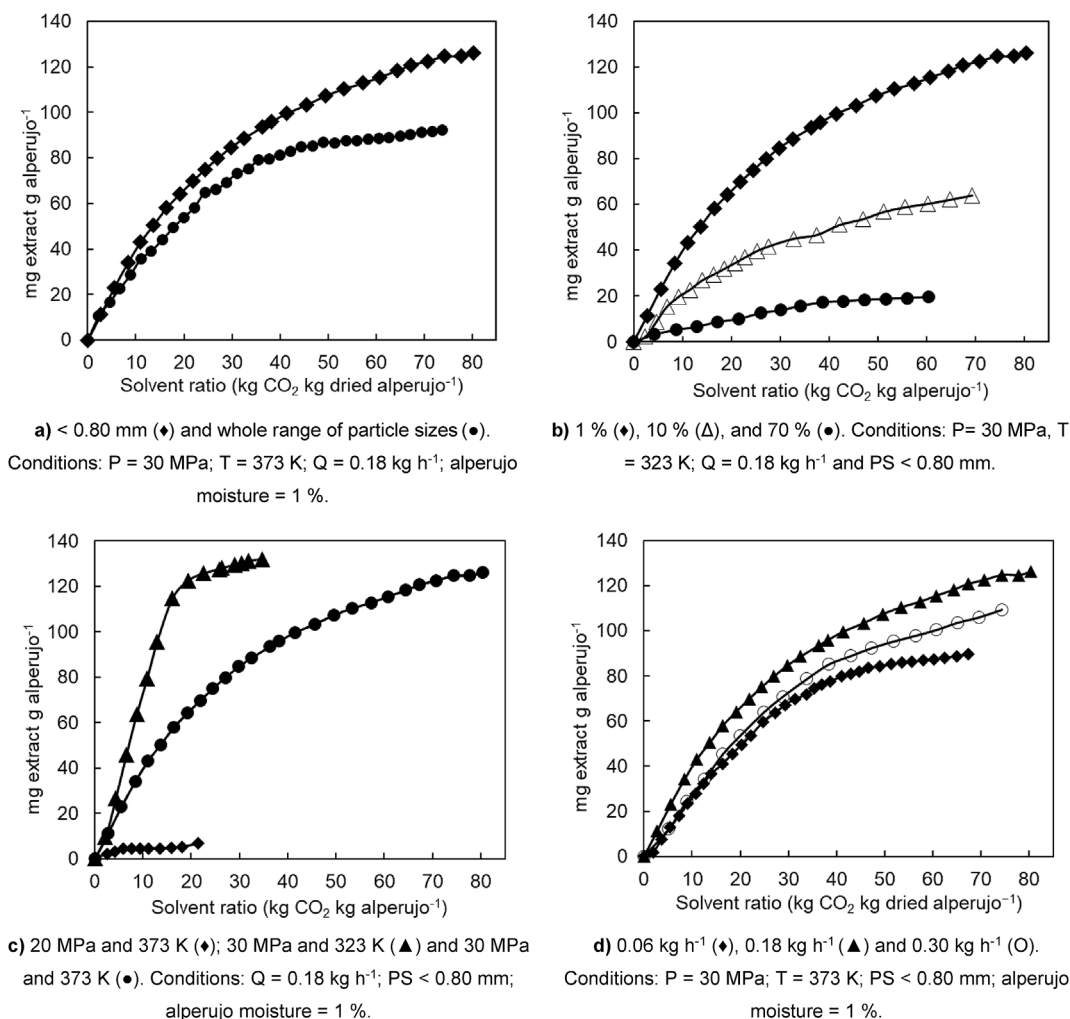 140
120
100
80
60
40
20
0
mg extract g alperujo⁻¹
0 10 20 30 40 50 60 70 80
Solvent ratio (kg CO₂ kg dried alperujo⁻¹)
a) < 0.80 mm (♦) and whole range of particle sizes (●).
Conditions: P = 30 MPa; T = 373 K; Q = 0.18 kg h⁻¹; alperujo
moisture = 1 %.
140
120
100
80
60
40
20
0
mg extract g alperujo⁻¹
0 10 20 30 40 50 60 70 80
Solvent ratio (kg CO₂ kg alperujo⁻¹)
b) 1 % (♦), 10 % (Δ), and 70 % (●). Conditions: P= 30 MPa, T
= 323 K; Q = 0.18 kg h⁻¹ and PS < 0.80 mm.
140
120
100
80
60
40
20
0
mg extract g alperujo⁻¹
0 10 20 30 40 50 60 70 80
Solvent ratio (kg CO₂ kg alperujo⁻¹)
c) 20 MPa and 373 K (♦); 30 MPa and 323 K (▲) and 30 MPa
and 373 K (●). Conditions: Q = 0.18 kg h⁻¹; PS < 0.80 mm;
alperujo moisture = 1 %.
140
120
100
80
60
40
20
0
mg extract g alperujo⁻¹
0 10 20 30 40 50 60 70 80
Solvent ratio (kg CO₂ kg dried alperujo⁻¹)
d) 0.06 kg h⁻¹ (♦), 0.18 kg h⁻¹ (▲) and 0.30 kg h⁻¹ (O).
Conditions: P = 30 MPa; T = 373 K; PS < 0.80 mm; alperujo
moisture = 1 %.